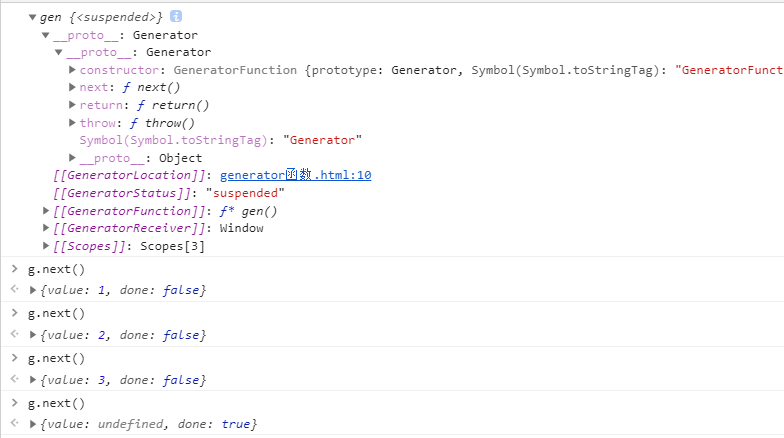 gen {<suspended>} i
__proto__: Generator
__proto__: Generator
constructor: GeneratorFunction {prototype: Generator, Symbol(Symbol.toStringTag): "GeneratorFunct
next: ƒ next()
return: ƒ return()
throw: ƒ throw()
Symbol(Symbol.toStringTag): "Generator"
__proto__: Object
[[GeneratorLocation]]: generator函数.html:10
[[GeneratorStatus]]: "suspended"
[[GeneratorFunction]]: ƒ* gen()
[[GeneratorReceiver]]: Window
[[Scopes]]: Scopes[3]
g.next()
{value: 1, done: false}
g.next()
{value: 2, done: false}
g.next()
{value: 3, done: false}
g.next()
{value: undefined, done: true}